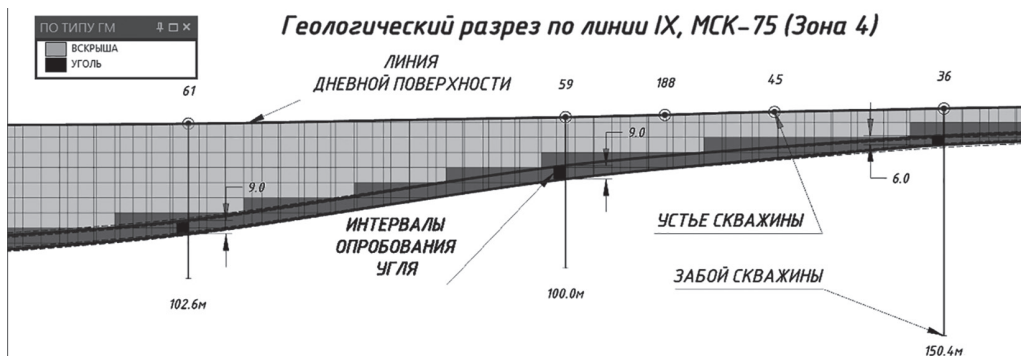 ПО ТИПУ ГМ
ВСКРЫША
УГОЛЬ
Геологический разрез по линии IX, МСК-75 (Зона 4)
ЛИНИЯ
ДНЕВНОЙ ПОВЕРХНОСТИ
61
59
188
45
36
9.0
9.0
6.0
ИНТЕРВАЛЫ
ОПРОБОВАНИЯ
УГЛЯ
УСТЬЕ СКВАЖИНЫ
ЗАБОЙ СКВАЖИНЫ
102.6м
100.0м
150.4м